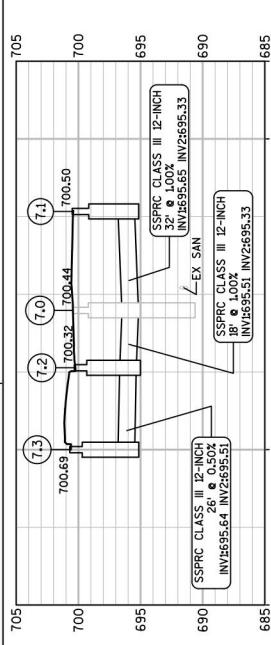 705
705
7.3
7.2
7.0
7.1
700.69
700.32
700.44
700.50
700
700
695
695
SSPRC CLASS III 12-INCH
26' @ 0.50%
INV1:695.64 INV2:695.51
SSPRC CLASS III 12-INCH
18' @ 1.00%
INV1:695.51 INV2:695.33
EX SAN
SSPRC CLASS III 12-INCH
32' @ 1.00%
INV1:695.65 INV2:695.33
690
690
685
685